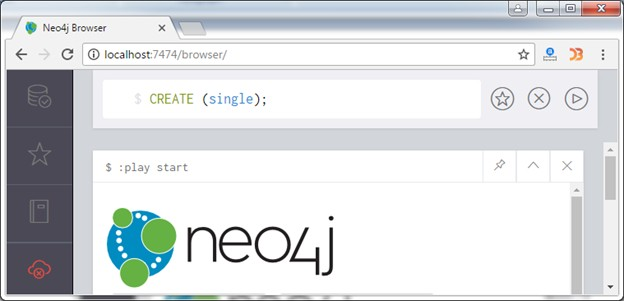 Neo4j Browser
localhost:7474/browser/
$ CREATE (single);
$ :play start
neo4j